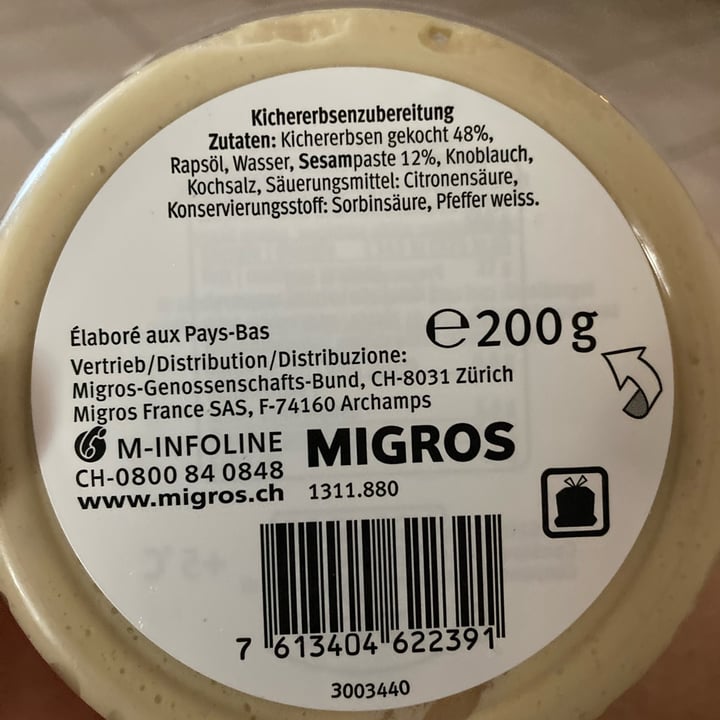 Kichererbsenzubereitung
Zutaten: Kichererbsen gekocht 48%,
Rapsöl, Wasser, Sesampaste 12%, Knoblauch,
Kochsalz, Säuerungsmittel: Citronensäure,
Konservierungsstoff: Sorbinsäure, Pfeffer weiss.
℮200g
Élaboré aux Pays-Bas
Vertrieb/Distribution/Distribuzione:
Migros-Genossenschafts-Bund, CH-8031 Zürich
Migros France SAS, F-74160 Archamps
M-INFOLINE
CH-0800 84 0848
www.migros.ch
MIGROS
1311.880
7 613404 622391
3003440